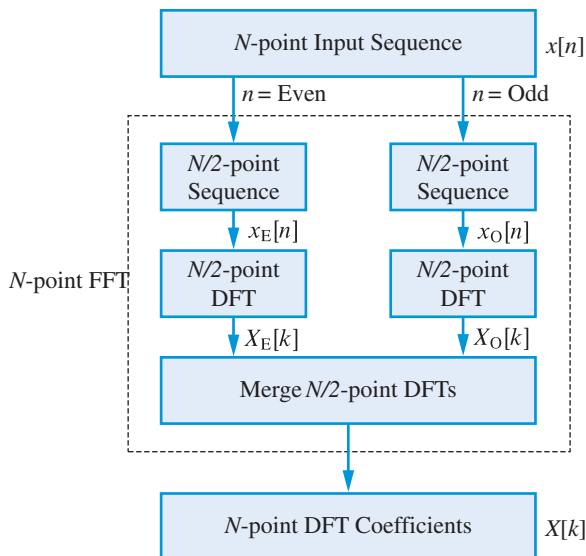 N-point Input Sequence
x[n]
n = Even
n = Odd
N/2-point
Sequence
N/2-point
Sequence
x_E[n]
x_O[n]
N-point FFT
N/2-point
DFT
N/2-point
DFT
X_E[k]
X_O[k]
Merge N/2-point DFTs
N-point DFT Coefficients
X[k]